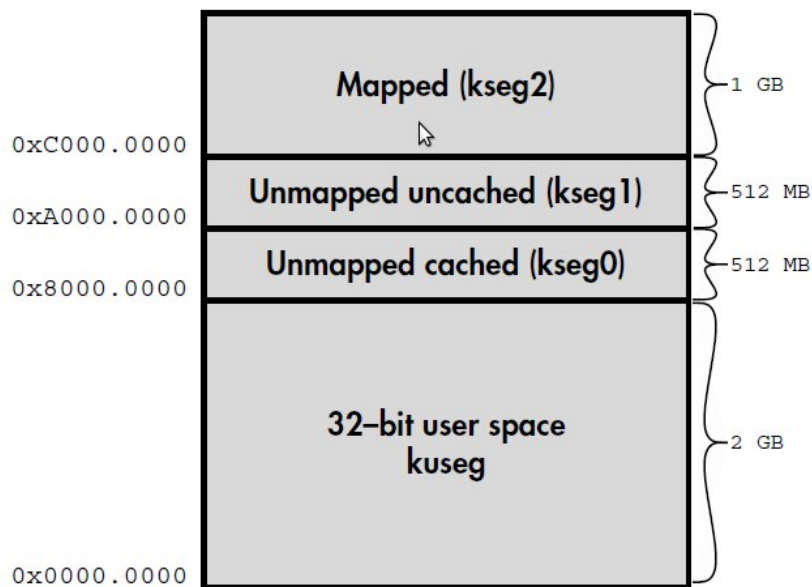 Mapped (kseg2)
1 GB
0xC000.0000
Unmapped uncached (kseg1)
512 MB
0xA000.0000
Unmapped cached (kseg0)
512 MB
0x8000.0000
32–bit user space
kuseg
2 GB
0x0000.0000